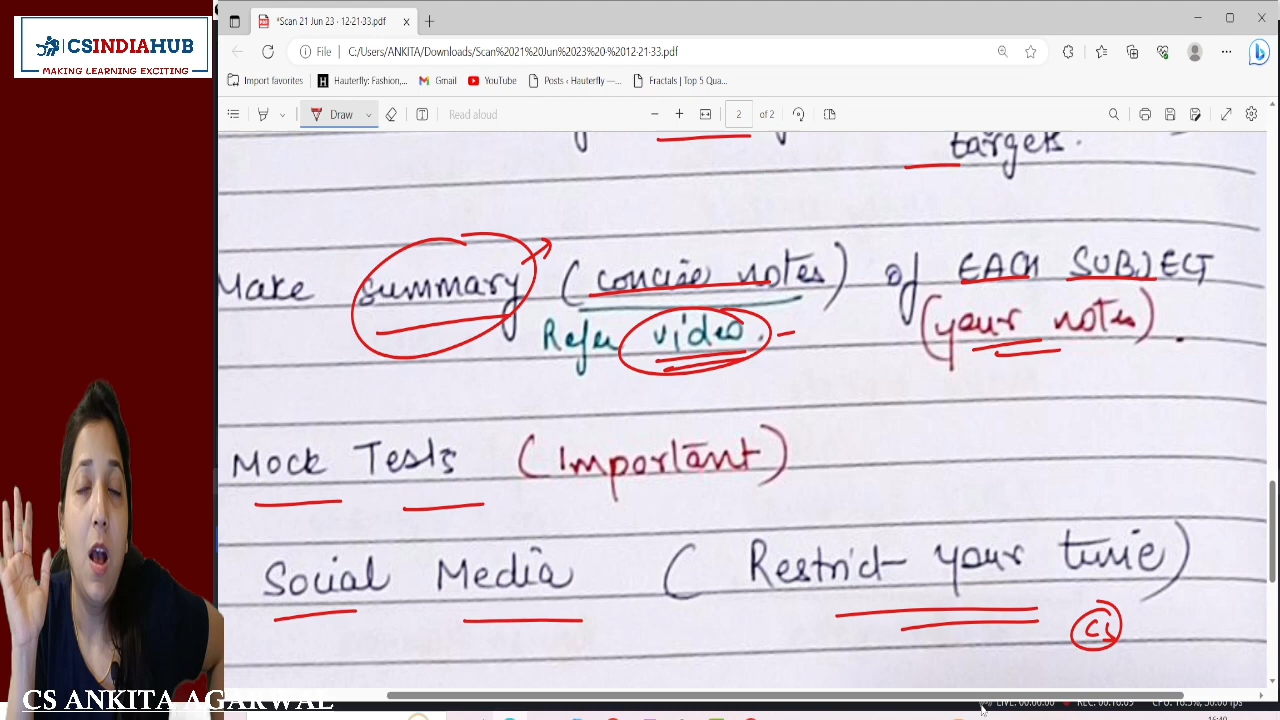 *Scan 21 Jun 23 · 12·21·33.pdf
CSINDIAHUB
MAKING LEARNING EXCITING
File C:/Users/ANKITA/Downloads/Scan%2021%20Jun%2023%20·%2012.21·33.pdf
Import favorites Hauterfly: Fashion,... Gmail YouTube Posts ‹ Hauterfly —... Fractals | Top 5 Qua...
Draw Read aloud 2 of 2
targets.
Make summary (concise notes) of EACH SUBJECT
Refer video. (your notes).
Mock Tests (Important)
Social Media (Restrict your time)
CS
CS ANKITA AGARWAL